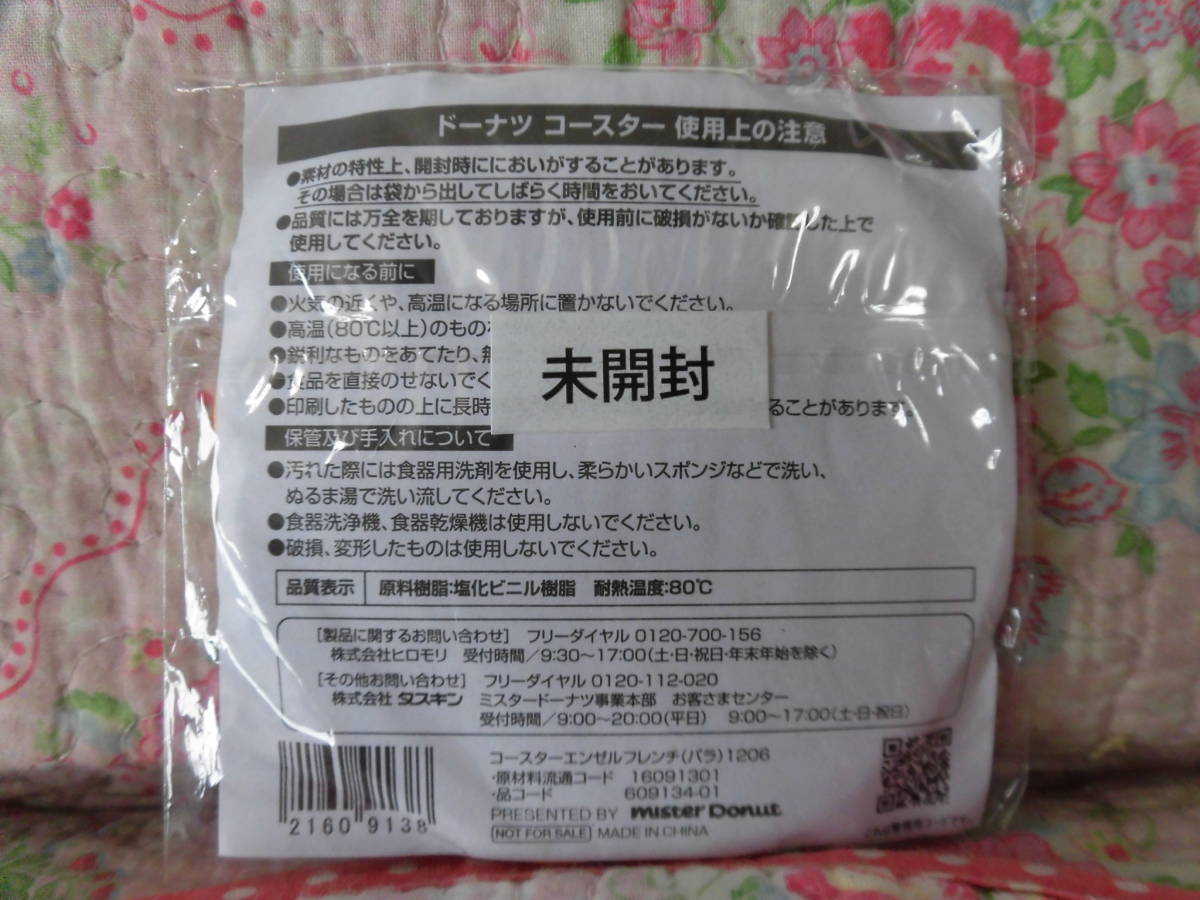 ドーナツ コースター 使用上の注意
●素材の特性上、開封時ににおいがすることがあります。
その場合は袋から出してしばらく時間をおいてください。
●品質には万全を期しておりますが、使用前に破損がないか確認した上で
使用してください。
使用になる前に
●火気の近くや、高温になる場所に置かないでください。
●高温(80℃以上)のものを
●鋭利なものをあてたり、無
●食品を直接のせないでく
●印刷したものの上に長時 ることがあります。
未開封
保管及び手入れについて
●汚れた際には食器用洗剤を使用し、柔らかいスポンジなどで洗い、
ぬるま湯で洗い流してください。
●食器洗浄機、食器乾燥機は使用しないでください。
●破損、変形したものは使用しないでください。
品質表示 原料樹脂:塩化ビニル樹脂 耐熱温度:80℃
[製品に関するお問い合わせ] フリーダイヤル 0120-700-156
株式会社ヒロモリ 受付時間/9:30〜17:00(土・日・祝日・年末年始を除く)
[その他お問い合わせ] フリーダイヤル 0120-112-020
株式会社 ダスキン ミスタードーナツ事業本部 お客さまセンター
受付時間/9:00〜20:00(平日) 9:00〜17:00(土・日・祝日)
コースターエンゼルフレンチ(バラ)1206
・原材料流通コード 16091301
・品コード 609134-01
PRESENTED BY mister Donut
NOT FOR SALE MADE IN CHINA
2160 9138